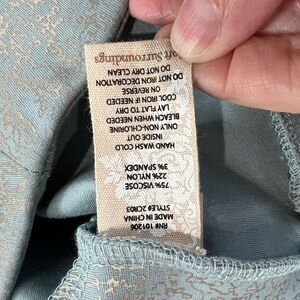 RN# 101206
MADE IN CHINA
STYLE# 2CR03
75% VISCOSE
22% NYLON
3% SPANDEX
HAND WASH COLD
INSIDE OUT
ONLY NON-CHLORINE
BLEACH WHEN NEEDED
LAY FLAT TO DRY
COOL IRON IF NEEDED
ON REVERSE
DO NOT IRON DECORATION
DO NOT DRY CLEAN
Surroundings